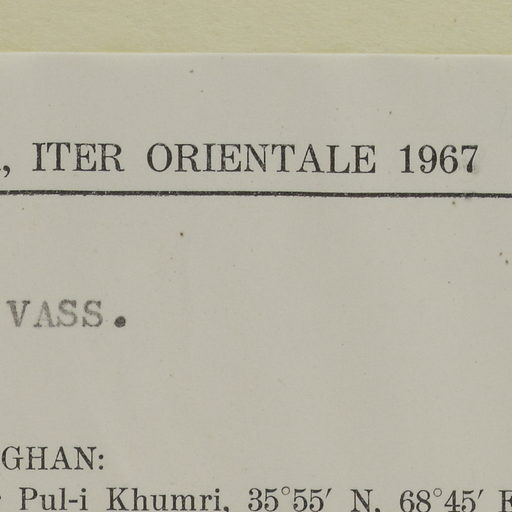 , ITER ORIENTALE 1967
VASS.
GHAN:
Pul-i Khumri, 35°55′ N, 68°45′ E